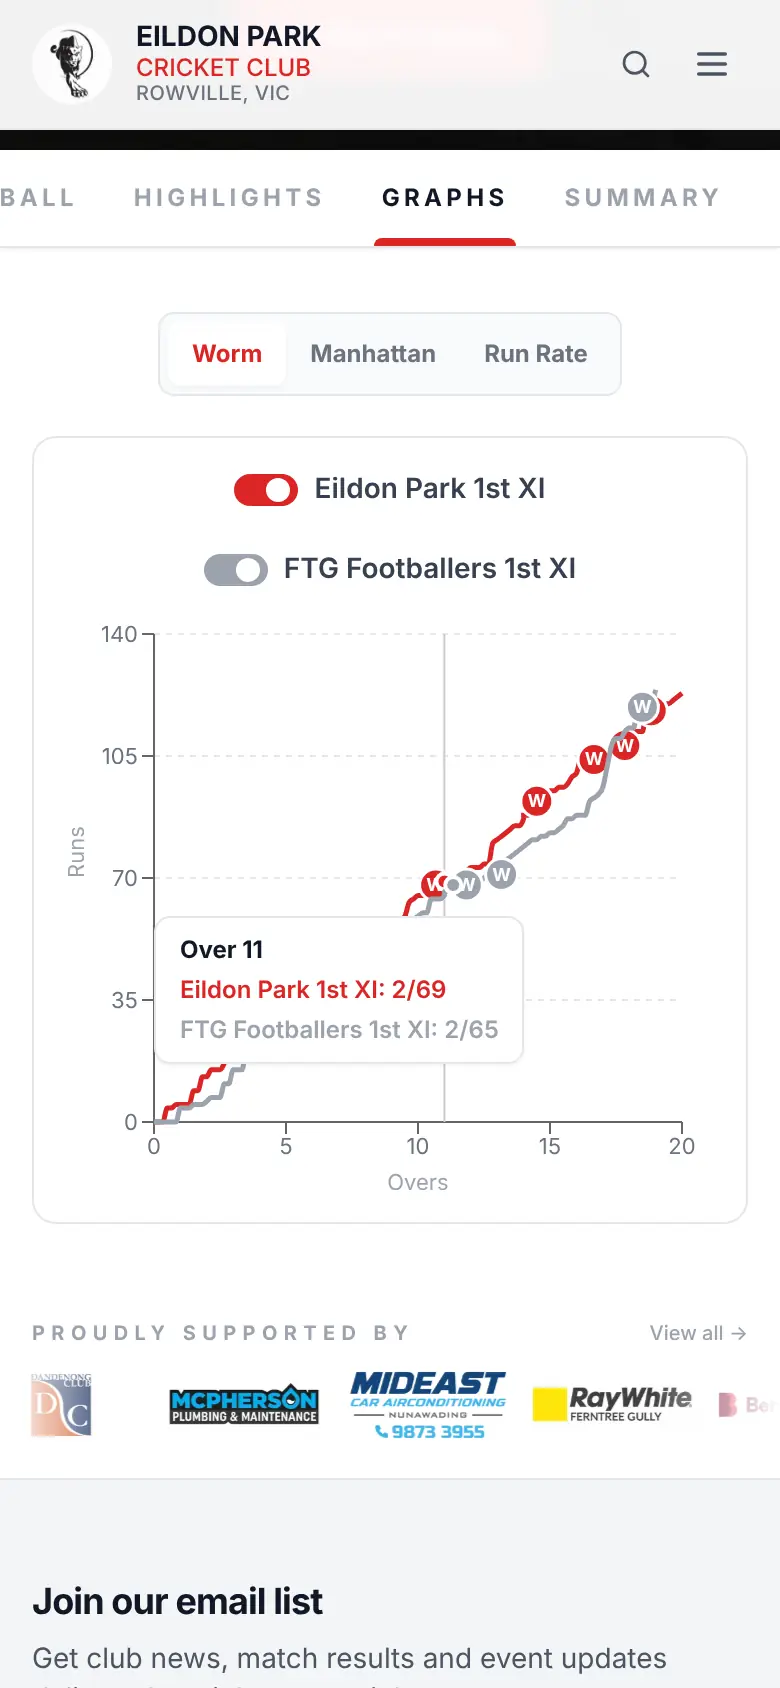 EILDON PARK
CRICKET CLUB
ROWVILLE, VIC
BALL HIGHLIGHTS GRAPHS SUMMARY
Worm Manhattan Run Rate
Eildon Park 1st XI
FTG Footballers 1st XI
140
105
70
35
0
Runs
W
W
W
W
W
W
W
Over 11
Eildon Park 1st XI: 2/69
FTG Footballers 1st XI: 2/65
0 5 10 15 20
Overs
PROUDLY SUPPORTED BY
View all →
DANDENONG
CLUB
D C
MCPHERSON
PLUMBING & MAINTENANCE
MIDEAST
CAR AIRCONDITIONING
NUNAWADING
9873 3955
RayWhite
FERNTREE GULLY
Join our email list
Get club news, match results and event updates